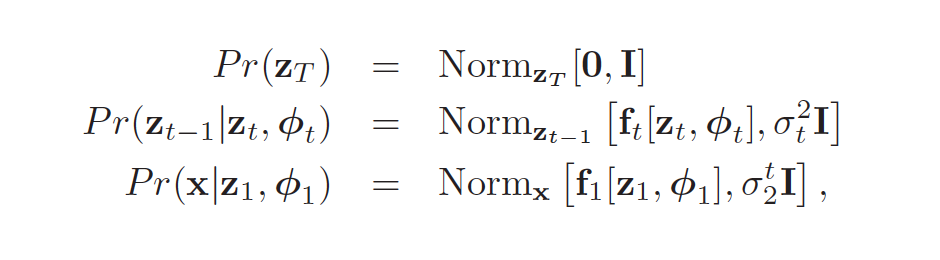 Pr(𝐳_T) = Norm_{𝐳_T}[𝟎, 𝐈]
Pr(𝐳_{t−1}|𝐳_t, ϕ_t) = Norm_{𝐳_{t−1}} [𝐟_t[𝐳_t, ϕ_t], σ_t^2 𝐈]
Pr(𝐱|𝐳_1, ϕ_1) = Norm_𝐱 [𝐟_1[𝐳_1, ϕ_1], σ_2^t 𝐈] ,